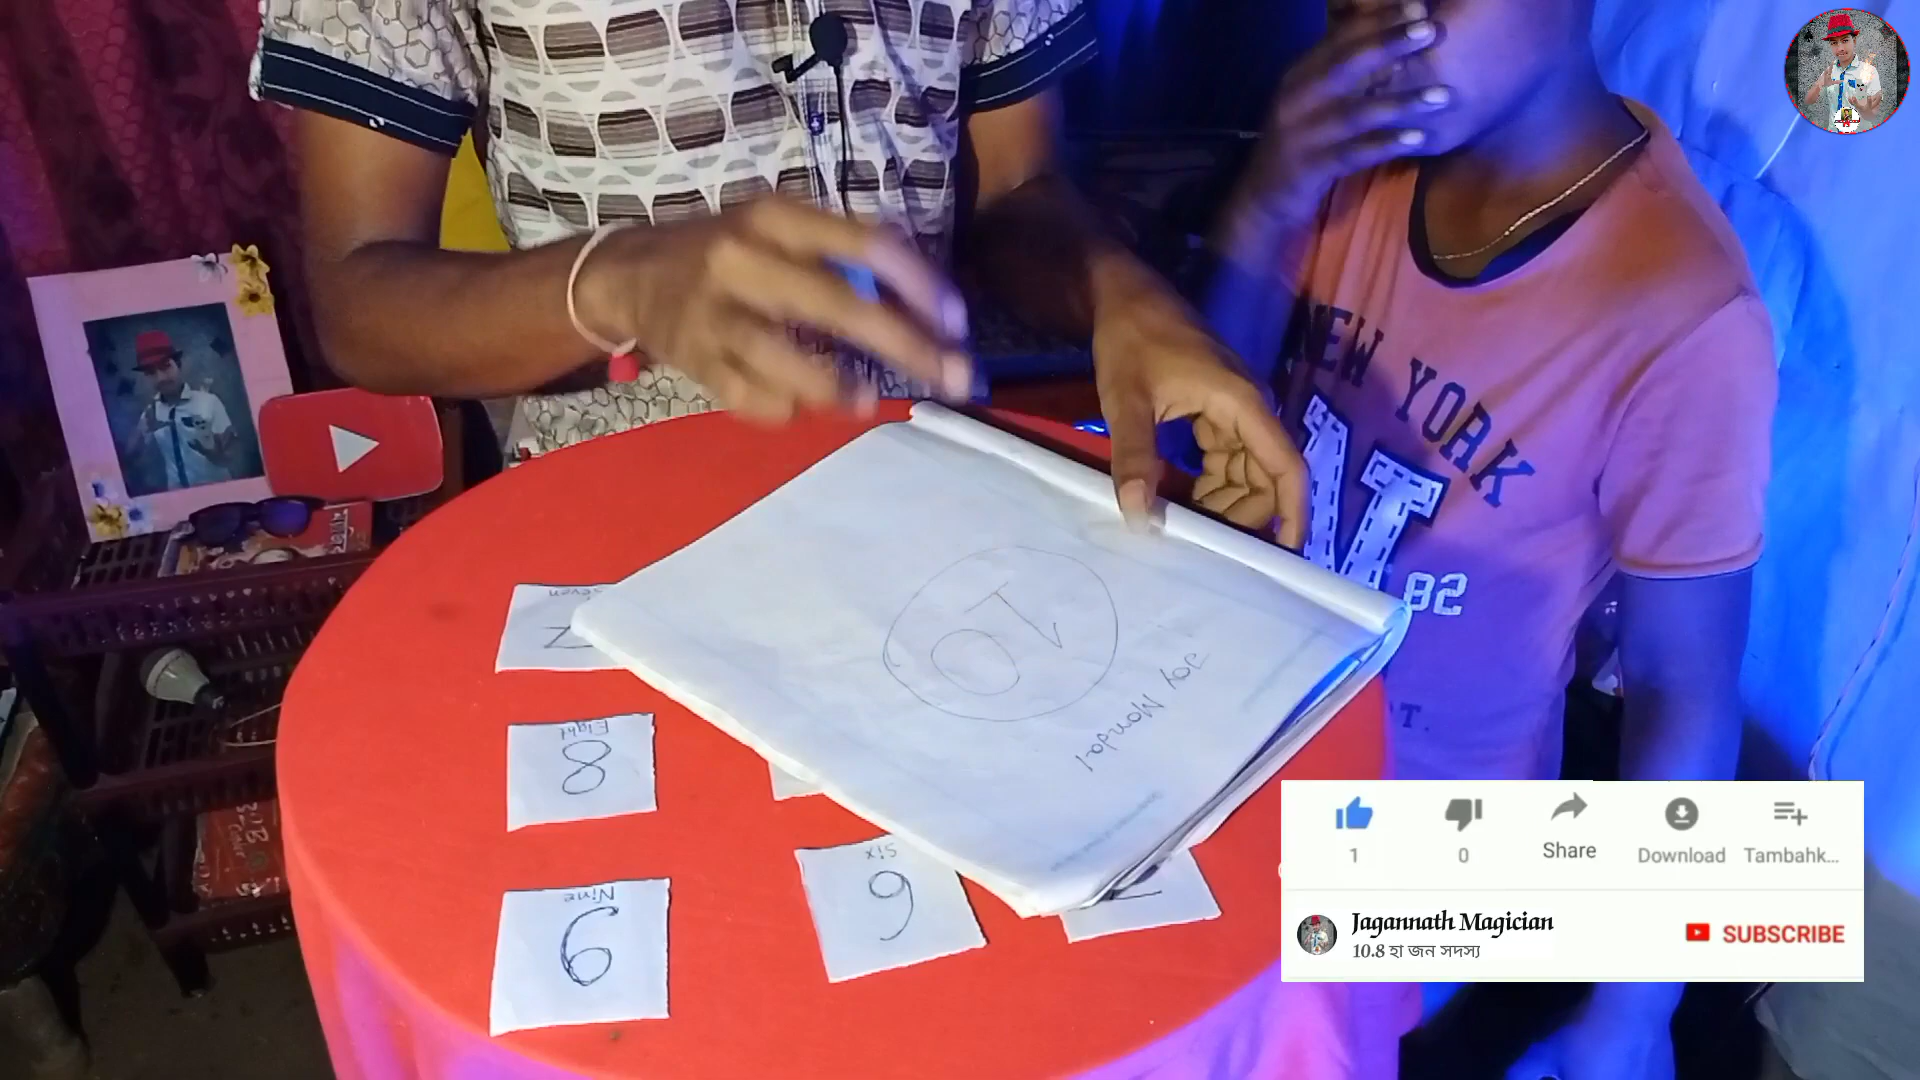 NEW YORK
NY
82
Seven
7
Eight
8
Nine
9
Six
6
10
Joy Mondal
1
0
Share
Download
Tambahk...
Jagannath Magician
10.8 হা জন সদস্য
SUBSCRIBE